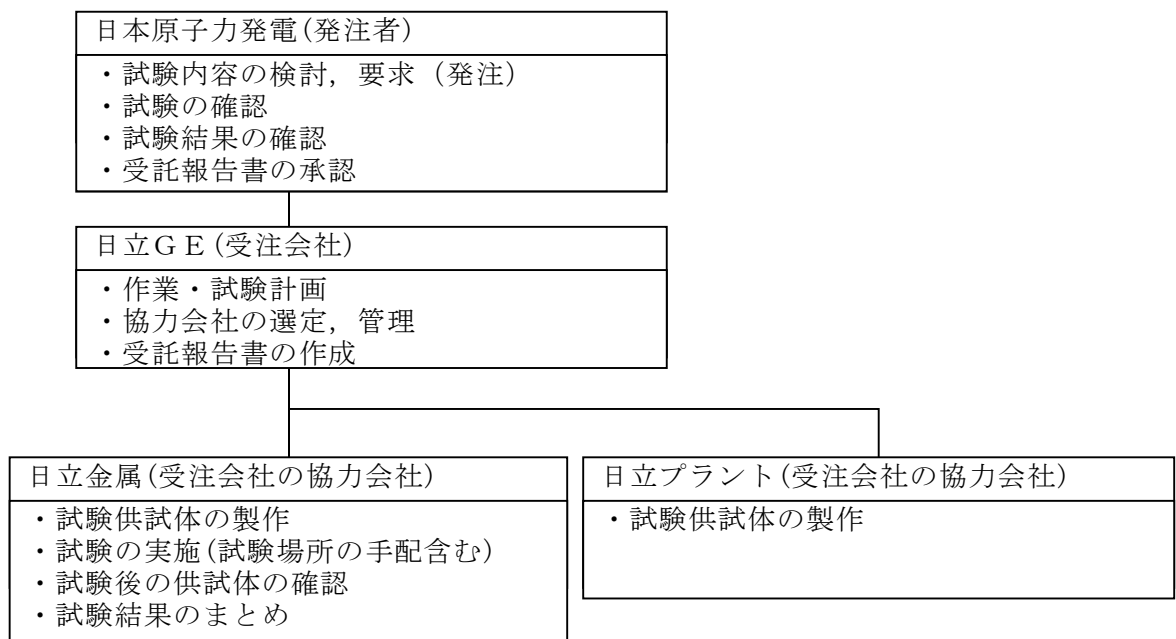 日本原子力発電(発注者)
・試験内容の検討，要求（発注）
・試験の確認
・試験結果の確認
・受託報告書の承認
日立ＧＥ(受注会社)
・作業・試験計画
・協力会社の選定，管理
・受託報告書の作成
日立金属(受注会社の協力会社)
・試験供試体の製作
・試験の実施(試験場所の手配含む)
・試験後の供試体の確認
・試験結果のまとめ
日立プラント(受注会社の協力会社)
・試験供試体の製作